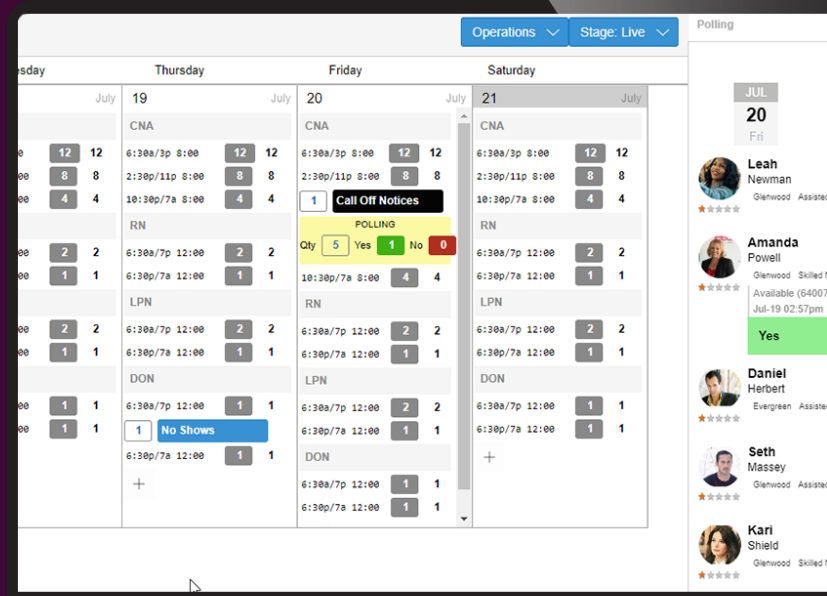 Operations
Stage: Live
Polling
Thursday
Friday
Saturday
July
19
July
20
July
21
July
CNA
CNA
CNA
12 12
6:30a/3p 8:00 12 12
6:30a/3p 8:00 12 12
6:30a/3p 8:00 12 12
8 8
2:30p/11p 8:00 8 8
2:30p/11p 8:00 8 8
2:30p/11p 8:00 8 8
4 4
10:30p/7a 8:00 4 4
1 Call Off Notices
10:30p/7a 8:00 4 4
POLLING
Qty 5 Yes 1 No 0
10:30p/7a 8:00 4 4
RN
RN
RN
2 2
6:30a/7p 12:00 2 2
6:30a/7p 12:00 2 2
6:30a/7p 12:00 2 2
1 1
6:30p/7a 12:00 1 1
6:30p/7a 12:00 1 1
6:30p/7a 12:00 1 1
LPN
LPN
LPN
2 2
6:30a/7p 12:00 2 2
6:30a/7p 12:00 2 2
6:30a/7p 12:00 2 2
1 1
6:30p/7a 12:00 1 1
6:30p/7a 12:00 1 1
6:30p/7a 12:00 1 1
DON
DON
DON
1 1
6:30a/7p 12:00 1 1
6:30a/7p 12:00 1 1
6:30a/7p 12:00 1 1
1 1
1 No Shows
6:30p/7a 12:00 1 1
6:30p/7a 12:00 1 1
6:30p/7a 12:00 1 1
+
+
JUL
20
Fri
Leah
Newman
Glenwood
Amanda
Powell
Glenwood Skilled
Available (64007
Jul-19 02:57pm
Yes
Daniel
Herbert
Evergreen
Seth
Massey
Glenwood
Kari
Shield
Glenwood Skilled